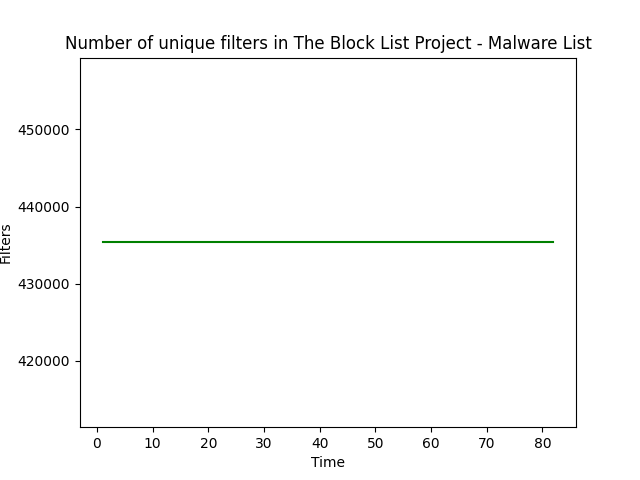 Number of unique filters in The Block List Project - Malware List
450000
440000
430000
420000
Filters
0 10 20 30 40 50 60 70 80
Time